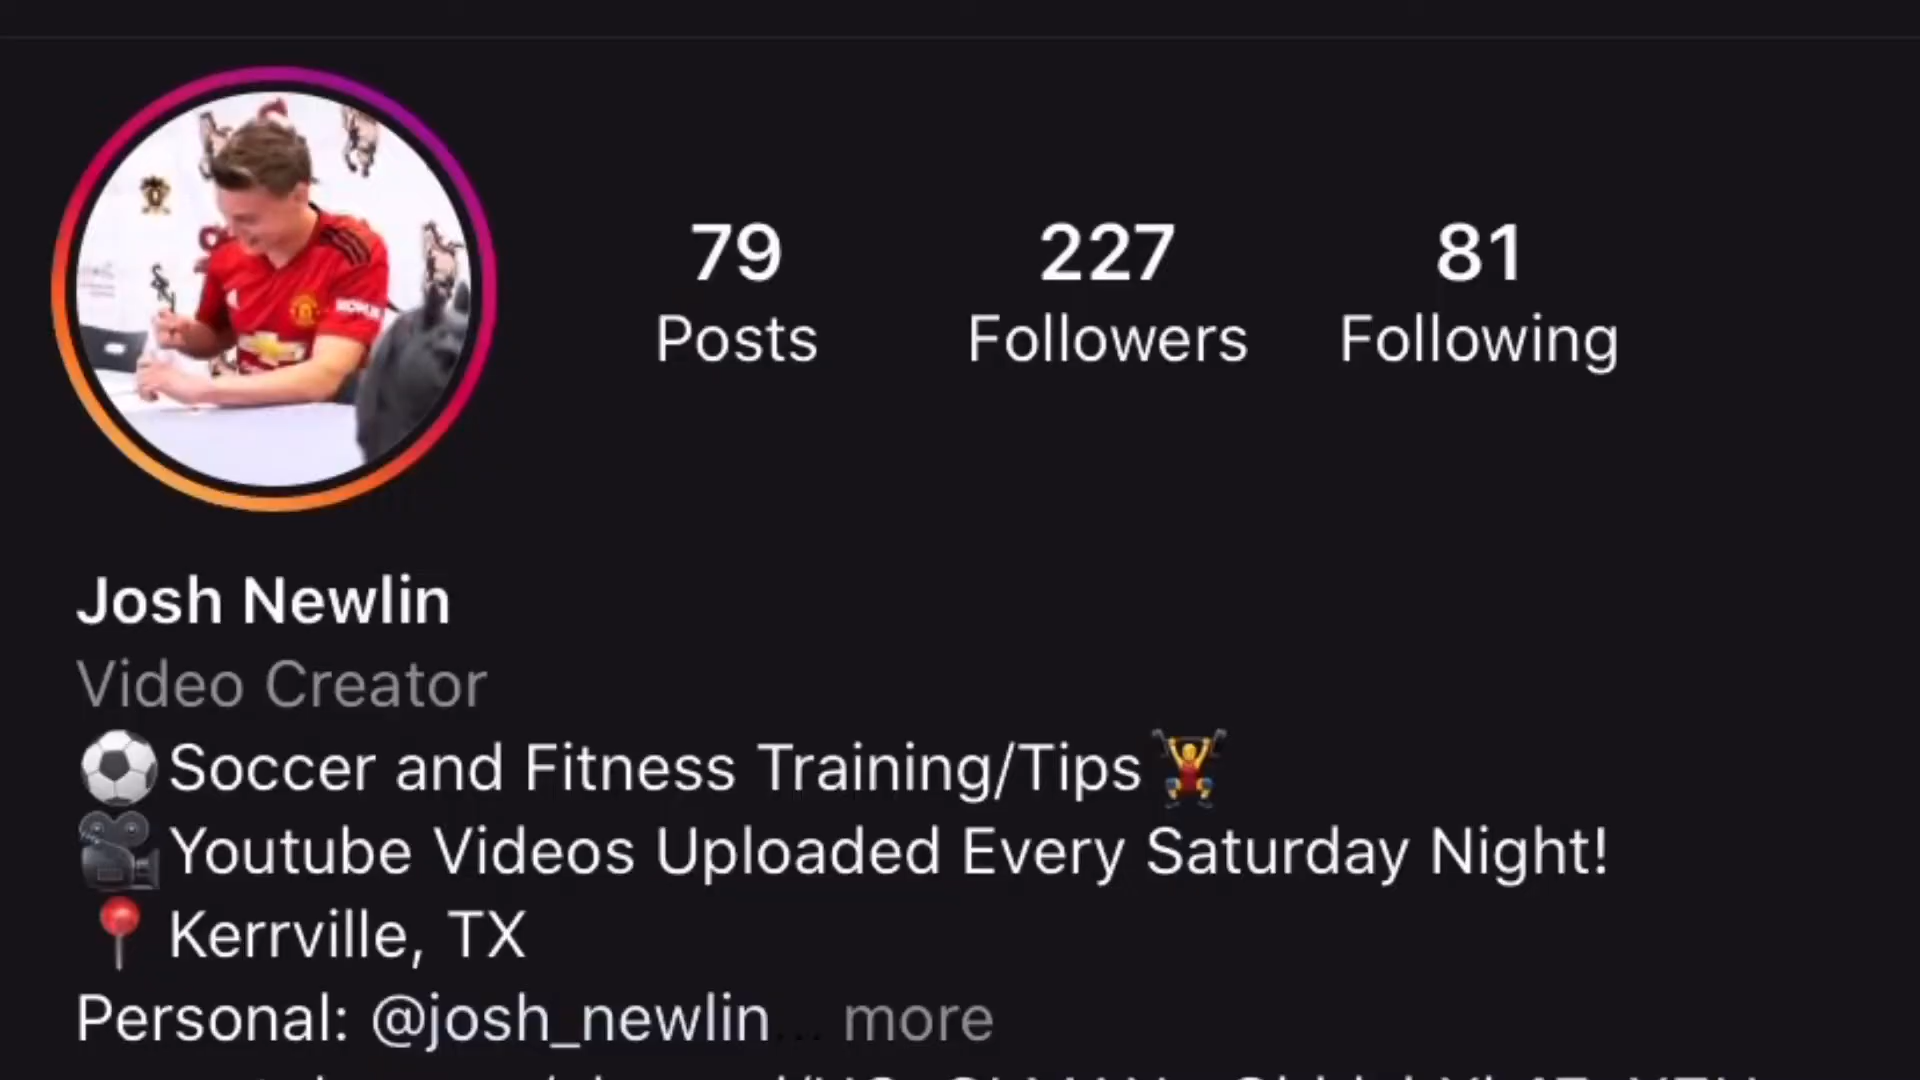 79 227 81
Posts Followers Following
Josh Newlin
Video Creator
⚽Soccer and Fitness Training/Tips🏋
🎥Youtube Videos Uploaded Every Saturday Night!
📍Kerrville, TX
Personal: @josh_newlin... more